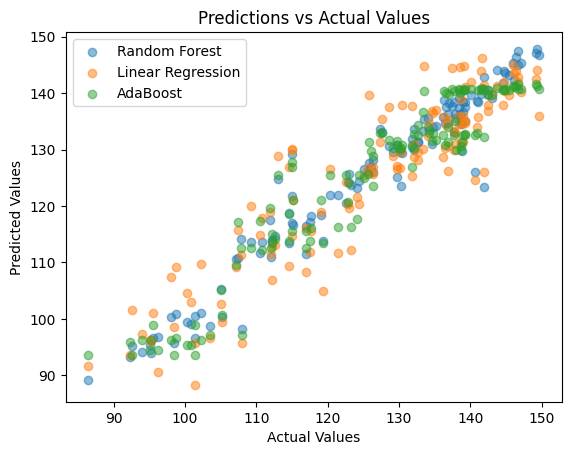 Predictions vs Actual Values
Random Forest
Linear Regression
AdaBoost
Predicted Values
150
140
130
120
110
100
90
90
100
110
120
130
140
150
Actual Values